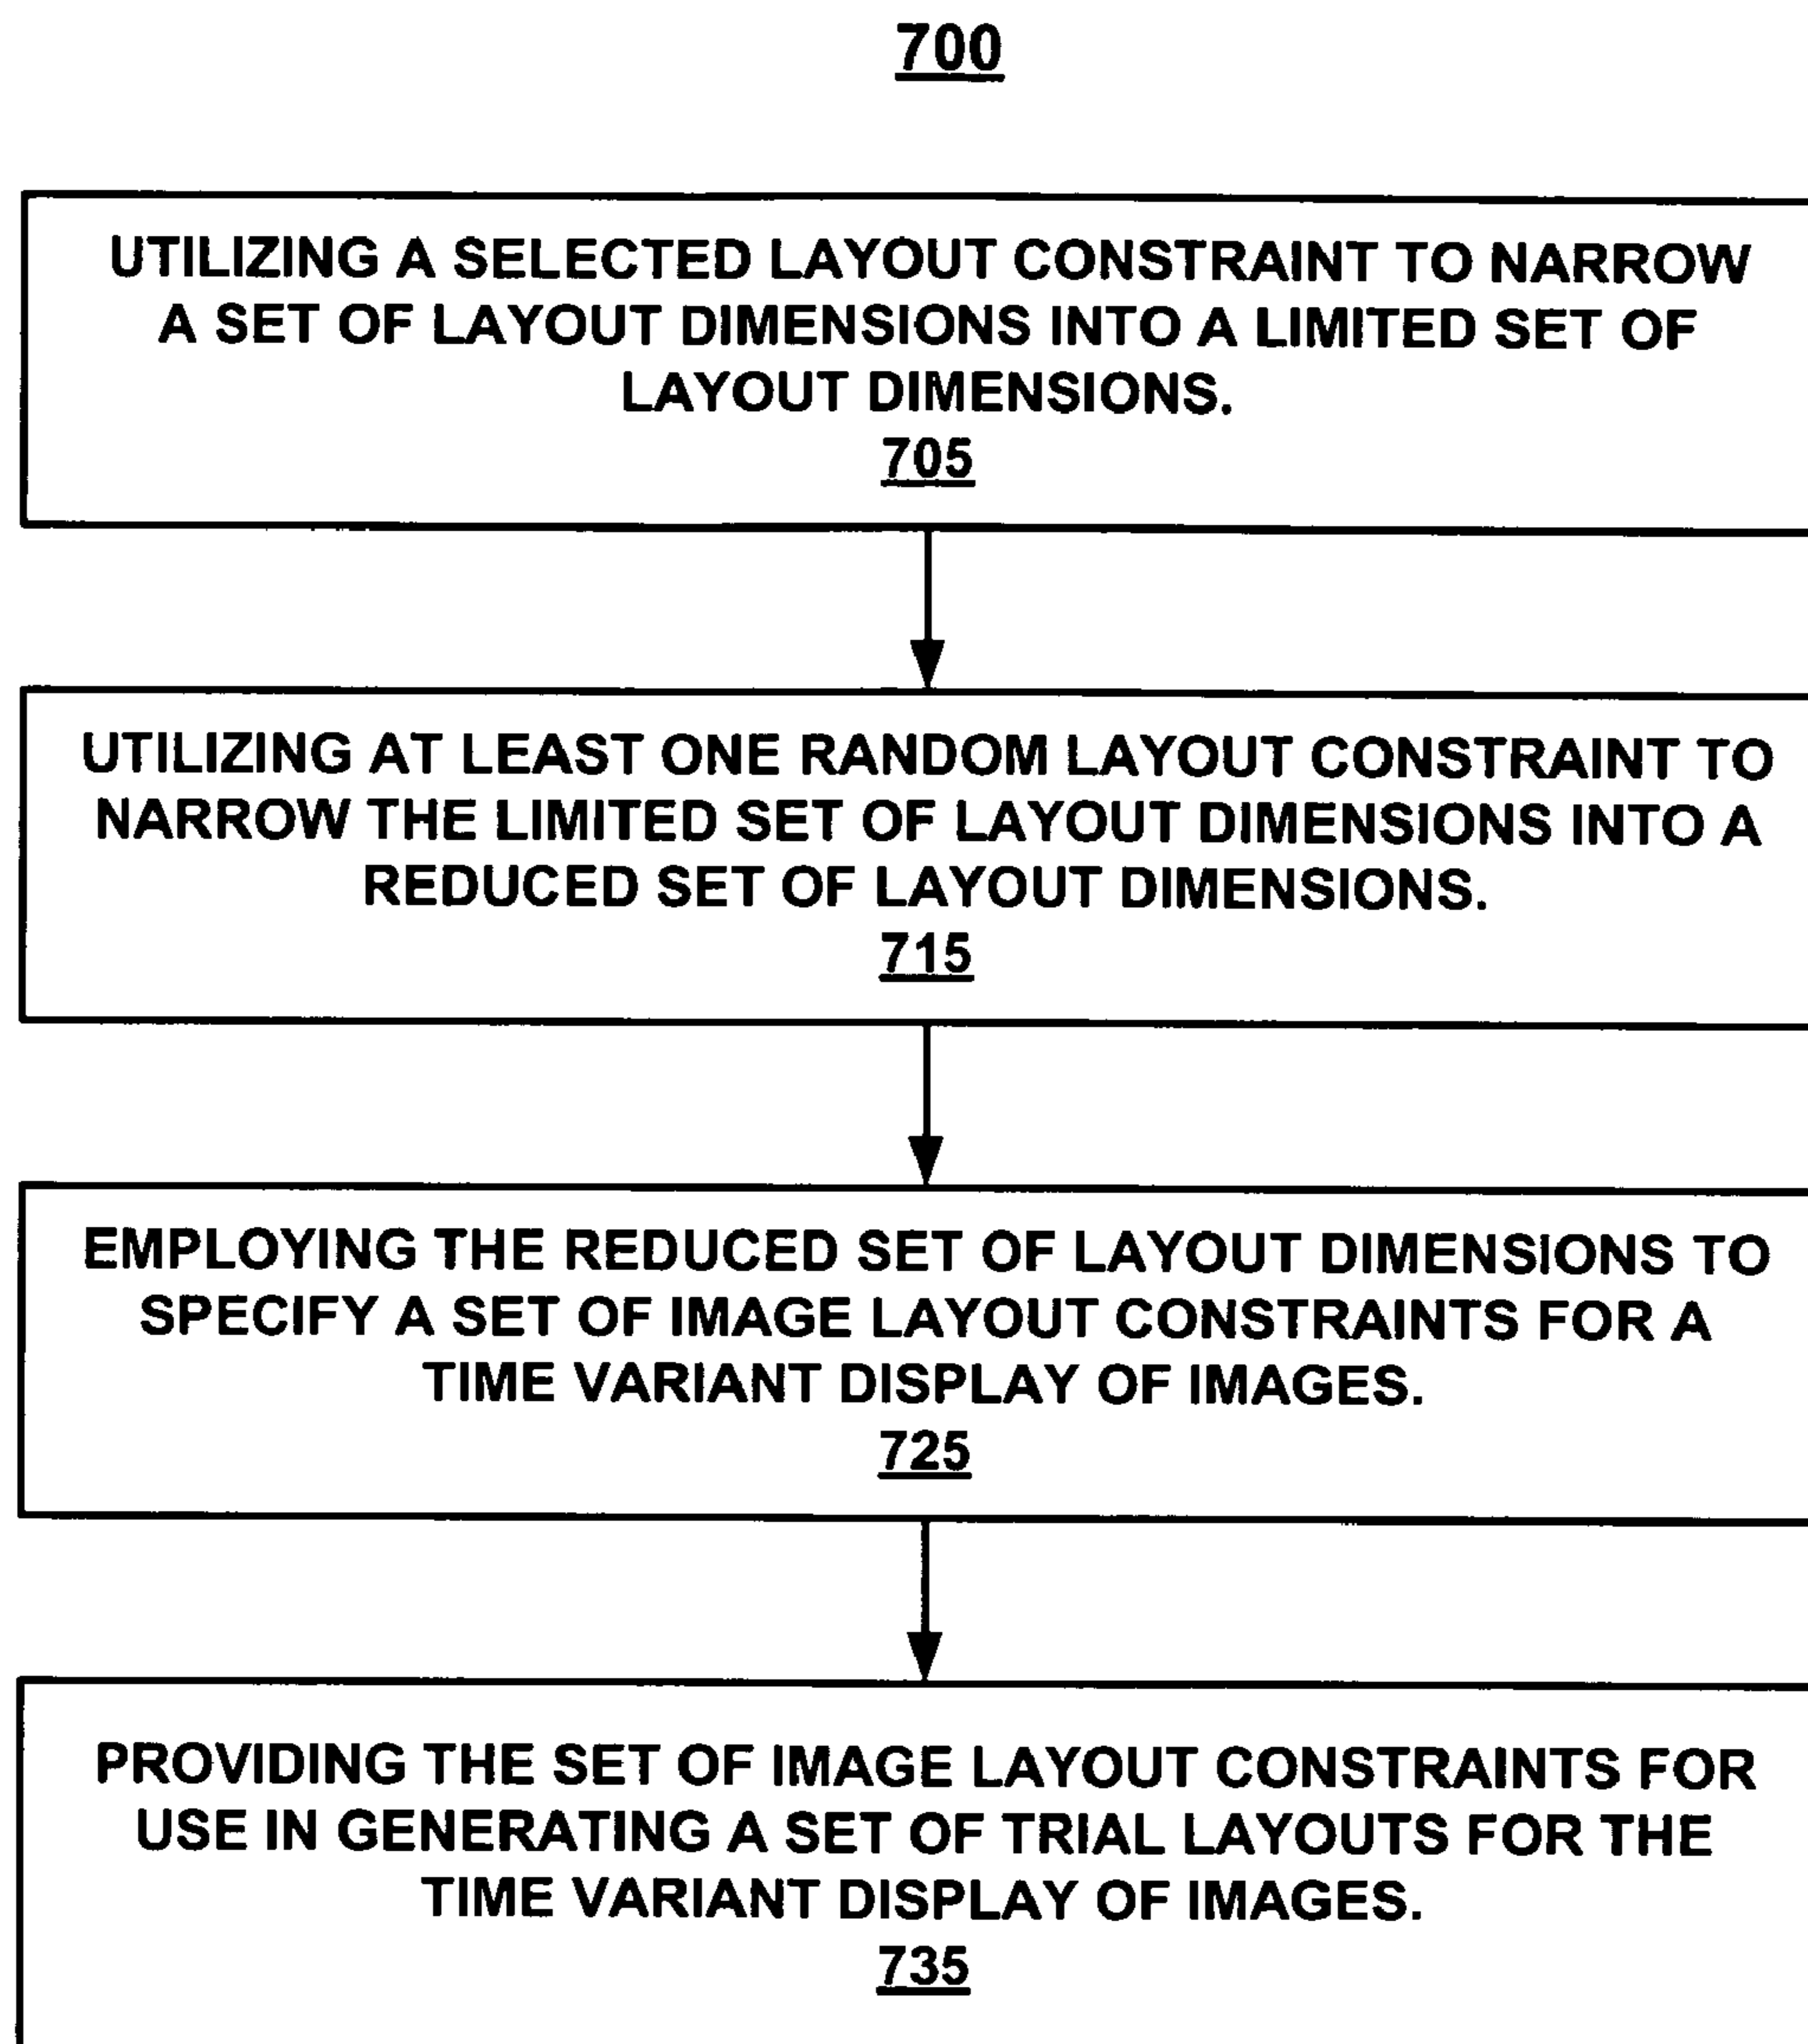 700
UTILIZING A SELECTED LAYOUT CONSTRAINT TO NARROW
A SET OF LAYOUT DIMENSIONS INTO A LIMITED SET OF
LAYOUT DIMENSIONS.
705
UTILIZING AT LEAST ONE RANDOM LAYOUT CONSTRAINT TO
NARROW THE LIMITED SET OF LAYOUT DIMENSIONS INTO A
REDUCED SET OF LAYOUT DIMENSIONS.
715
EMPLOYING THE REDUCED SET OF LAYOUT DIMENSIONS TO
SPECIFY A SET OF IMAGE LAYOUT CONSTRAINTS FOR A
TIME VARIANT DISPLAY OF IMAGES.
725
PROVIDING THE SET OF IMAGE LAYOUT CONSTRAINTS FOR
USE IN GENERATING A SET OF TRIAL LAYOUTS FOR THE
TIME VARIANT DISPLAY OF IMAGES.
735